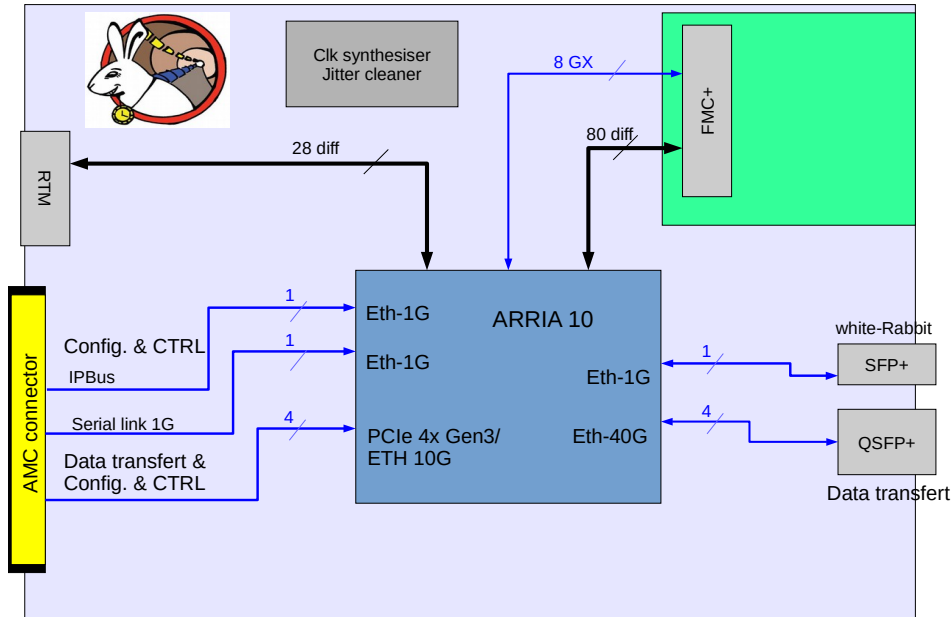 Clk synthesiser
Jitter cleaner
8 GX
FMC+
28 diff
80 diff
RTM
1
Eth-1G
ARRIA 10
Config. & CTRL
1
Eth-1G
IPBus
white-Rabbit
1
SFP+
Eth-1G
AMC connector
Serial link 1G
4
PCIe 4x Gen3/
ETH 10G
Eth-40G
4
QSFP+
Data transfert &
Config. & CTRL
Data transfert